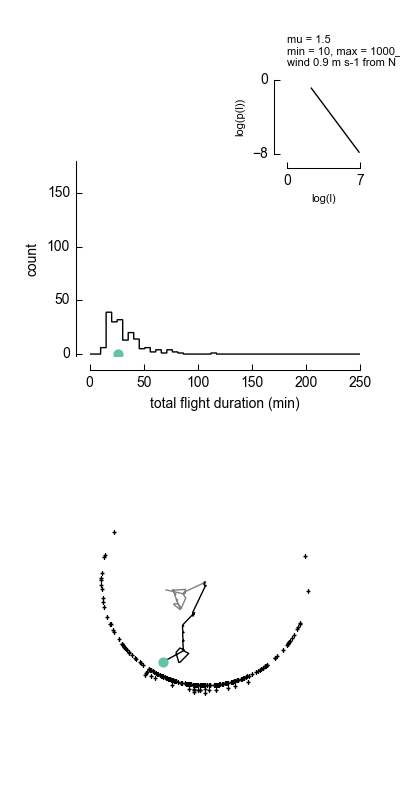 mu = 1.5
min = 10, max = 1000_
wind 0.9 m s-1 from N
0
log(p(l))
−8
0 7
log(l)
150
100
50
0
count
0 50 100 150 200 250
total flight duration (min)